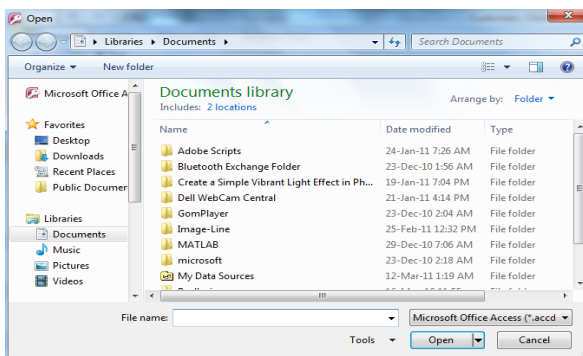 Open
Libraries Documents Search Documents
Organize New folder
Microsoft Office A
Documents library
Includes: 2 locations
Arrange by: Folder
Favorites
Desktop
Downloads
Recent Places
Public Documen
Libraries
Documents
Music
Pictures
Videos
Name Date modified Type
Adobe Scripts 24-Jan-11 7:26 AM File folder
Bluetooth Exchange Folder 23-Dec-10 1:56 AM File folder
Create a Simple Vibrant Light Effect in Ph... 19-Jan-11 7:04 PM File folder
Dell WebCam Central 21-Jan-11 4:14 PM File folder
GomPlayer 23-Dec-10 2:04 AM File folder
Image-Line 25-Feb-11 12:32 PM File folder
MATLAB 29-Dec-10 7:06 AM File folder
microsoft 23-Dec-10 2:18 AM File folder
My Data Sources 12-Mar-11 1:19 AM File folder
File name: Microsoft Office Access (*.accd
Tools Open Cancel